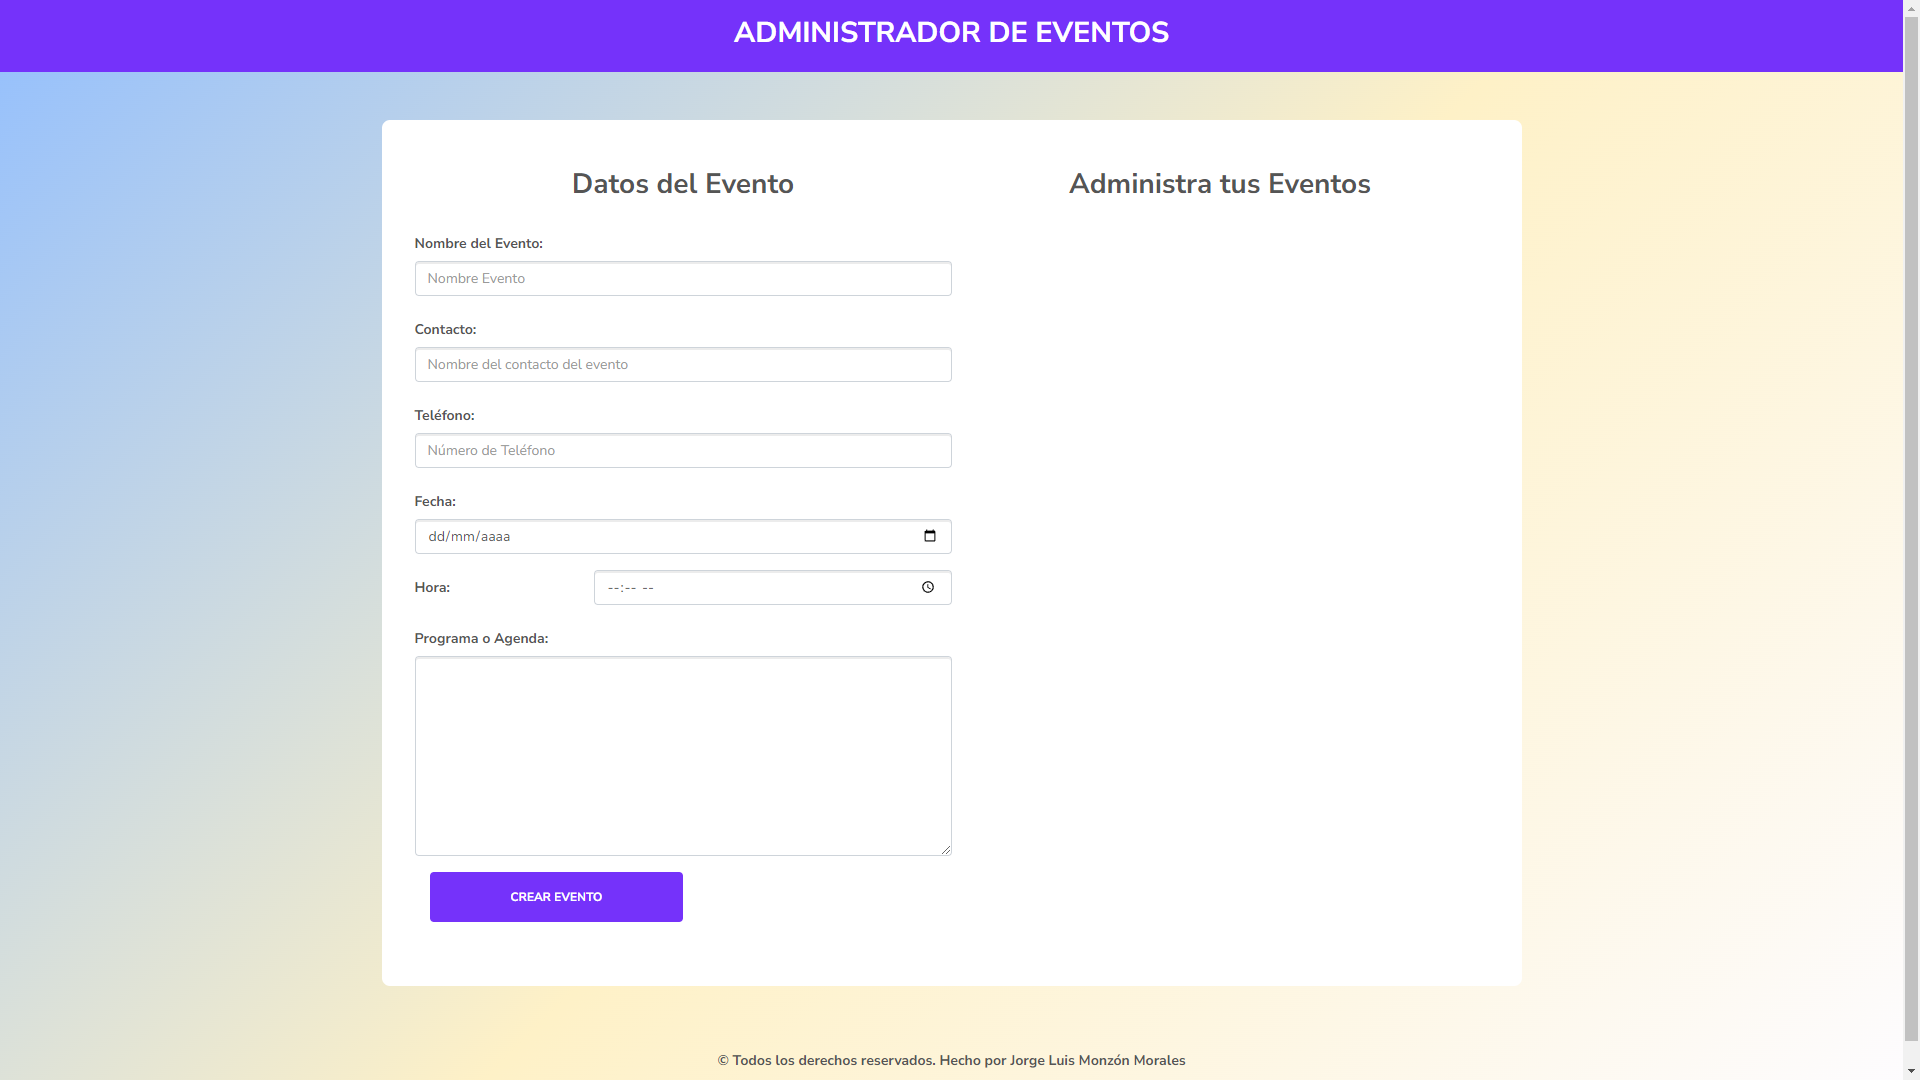 ADMINISTRADOR DE EVENTOS
Datos del Evento
Nombre del Evento:
Nombre Evento
Contacto:
Nombre del contacto del evento
Teléfono:
Número de Teléfono
Fecha:
dd/mm/aaaa
Hora:
--:-- --
Programa o Agenda:
CREAR EVENTO
Administra tus Eventos
© Todos los derechos reservados. Hecho por Jorge Luis Monzón Morales